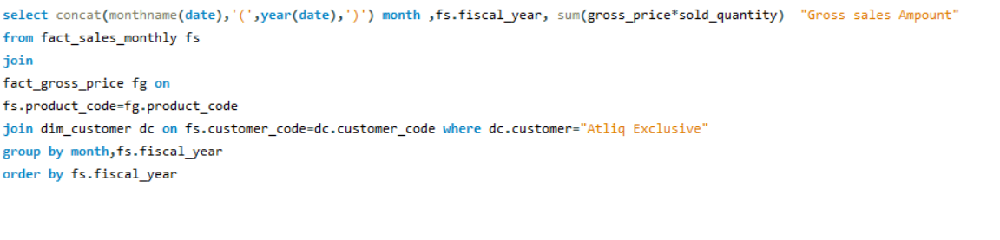 select concat(monthname(date),'(',year(date),')') month ,fs.fiscal_year, sum(gross_price*sold_quantity)  "Gross sales Ampount"
from fact_sales_monthly fs
join
fact_gross_price fg on
fs.product_code=fg.product_code
join dim_customer dc on fs.customer_code=dc.customer_code where dc.customer="Atliq Exclusive"
group by month,fs.fiscal_year
order by fs.fiscal_year